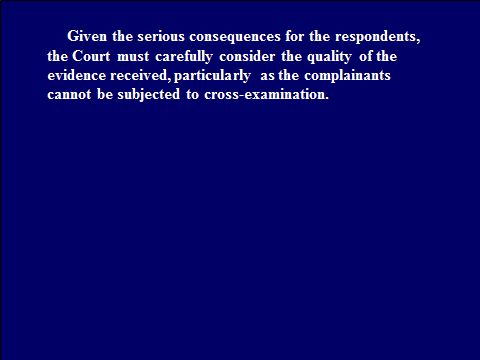 Given the serious consequences for the respondents,
the Court must carefully consider the quality of the
evidence received, particularly as the complainants
cannot be subjected to cross-examination.